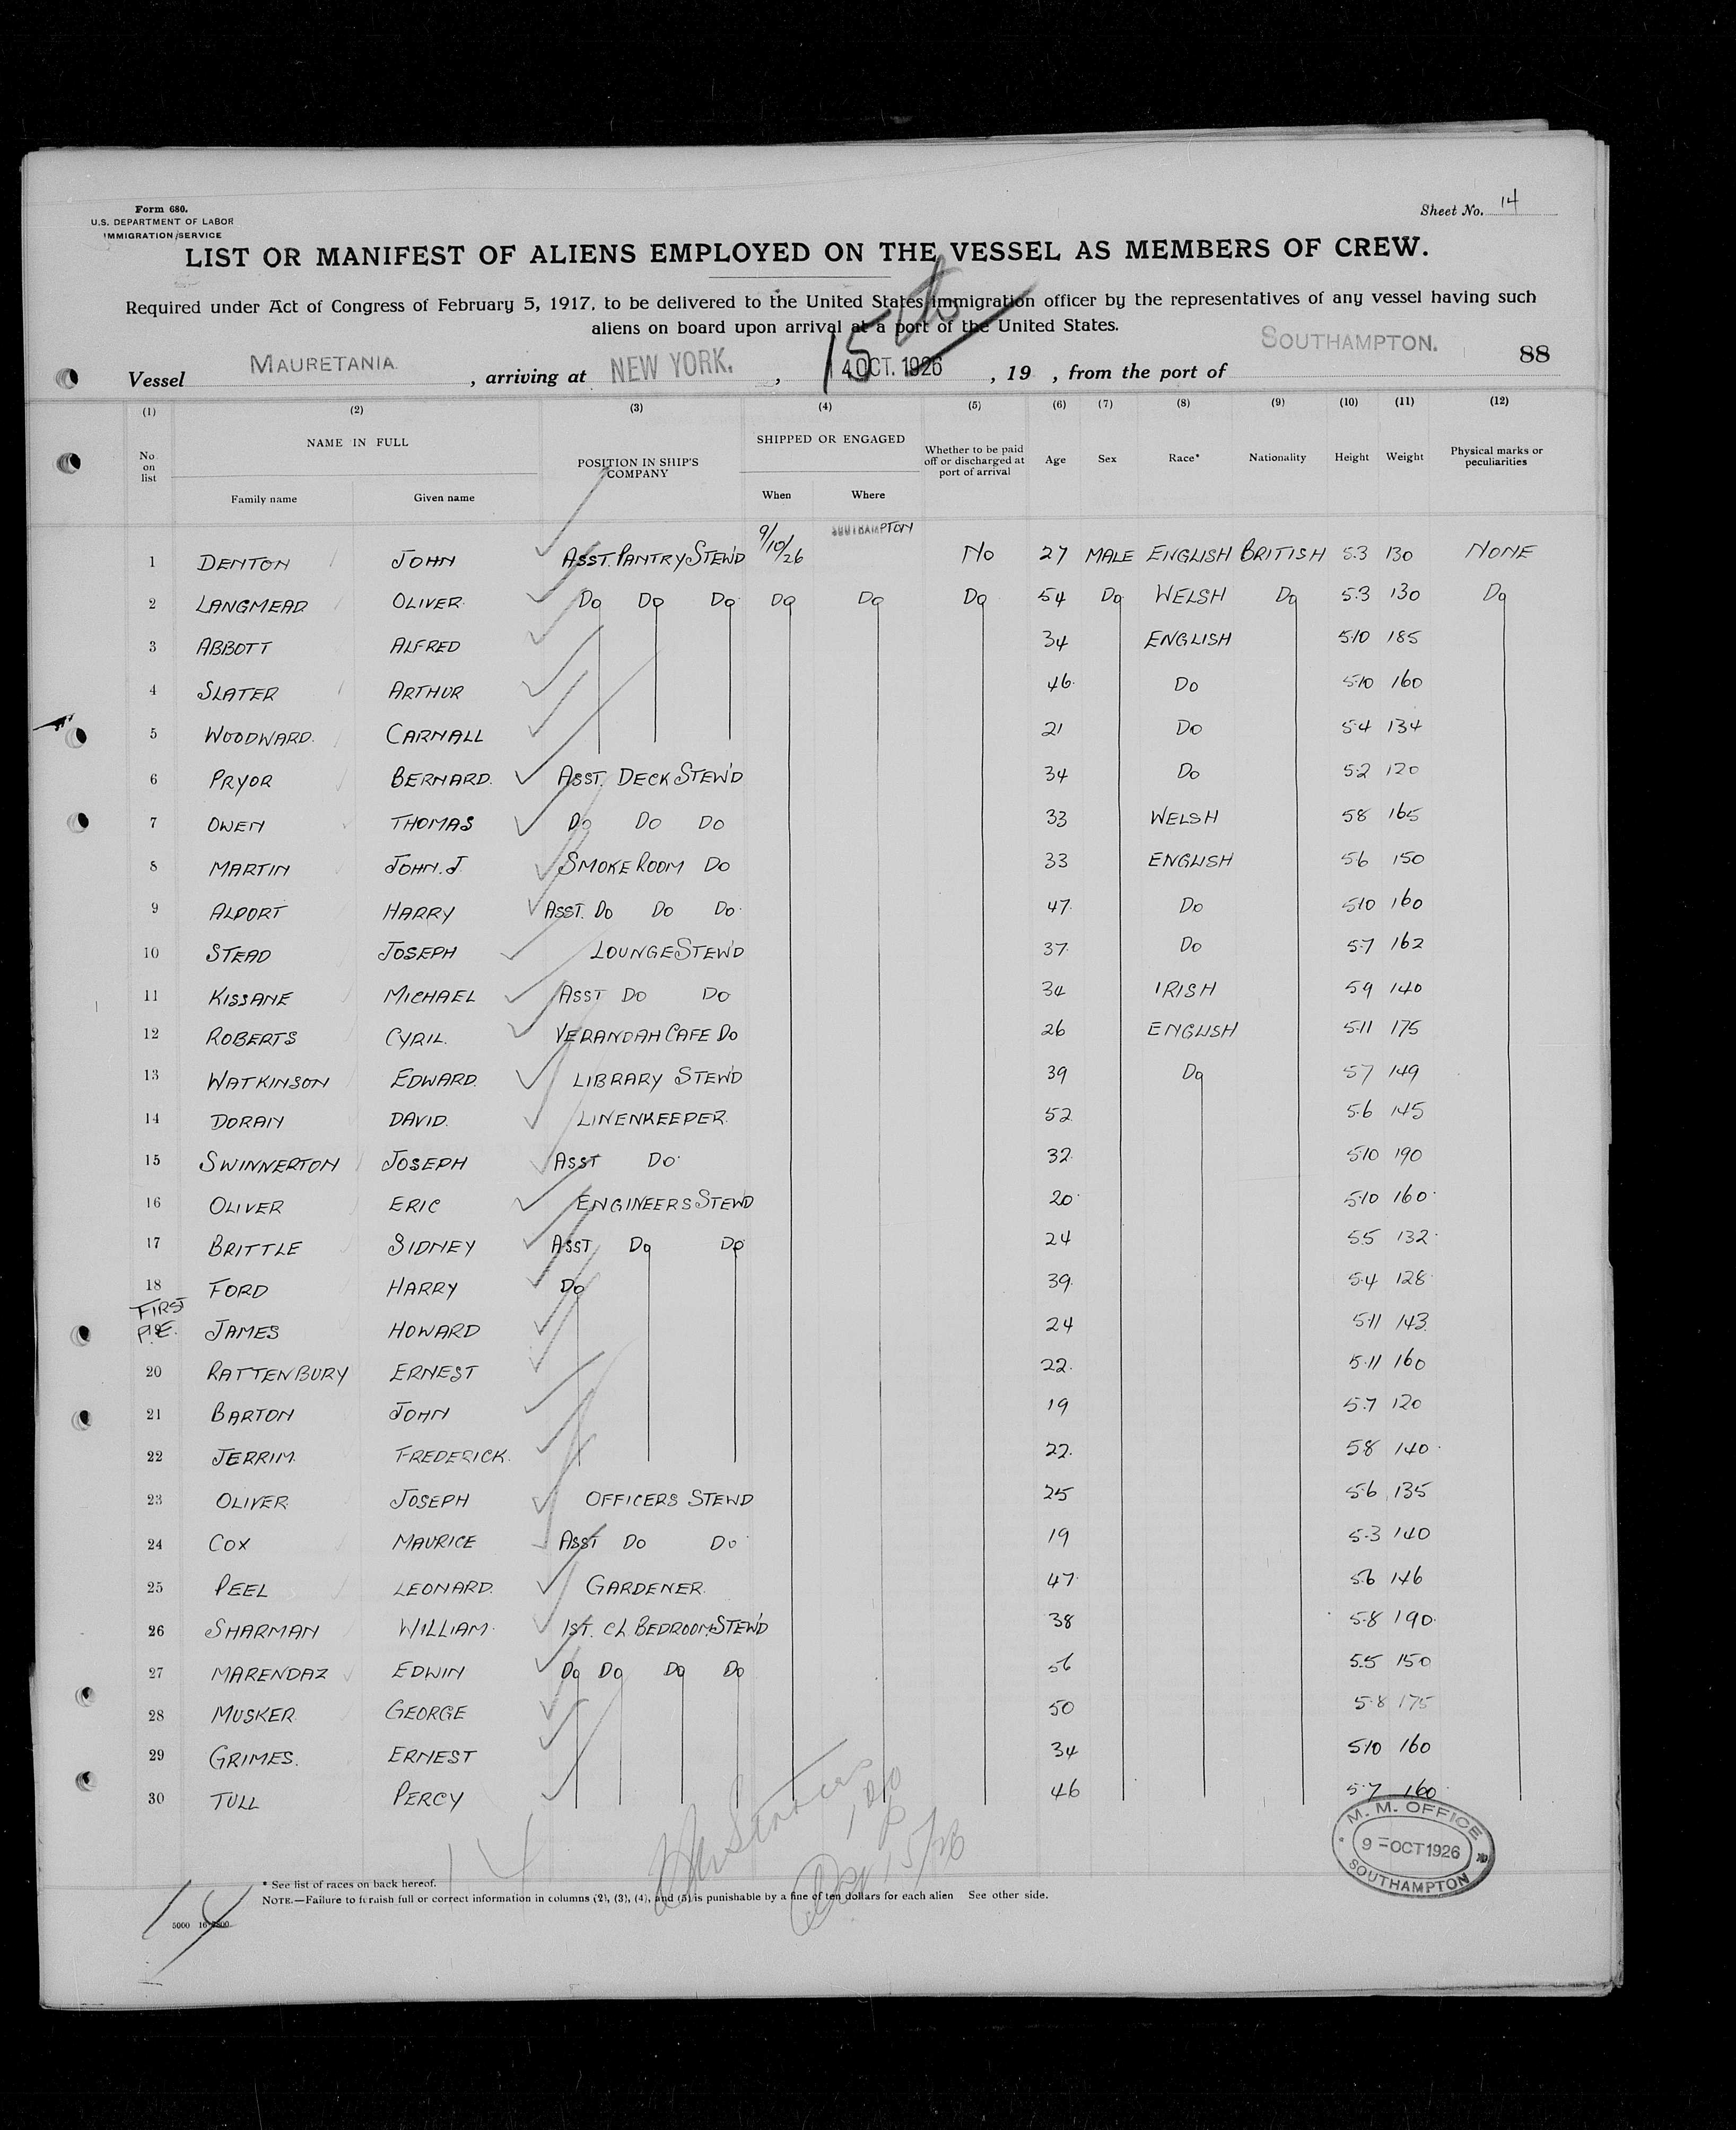 Form 680.
U.S. DEPARTMENT OF LABOR
IMMIGRATION SERVICE
Sheet No. 14
LIST OR MANIFEST OF ALIENS EMPLOYED ON THE VESSEL AS MEMBERS OF CREW.
Required under Act of Congress of February 5, 1917, to be delivered to the United States immigration officer by the representatives of any vessel having such
aliens on board upon arrival at a port of the United States.
15th
Vessel MAURETANIA , arriving at NEW YORK. , 14 OCT. 1926 , 19 , from the port of SOUTHAMPTON. 88
(1) (2) (3) (4) (5) (6) (7) (8) (9) (10) (11) (12)
No on list NAME IN FULL Family name Given name POSITION IN SHIP'S COMPANY SHIPPED OR ENGAGED When Where Whether to be paid off or discharged at port of arrival Age Sex Race* Nationality Height Weight Physical marks or peculiarities
1 DENTON JOHN ASST. PANTRY STEWD 9/10/26 SOUTHAMPTON NO 27 MALE ENGLISH BRITISH 5.3 130 NONE
2 LANGMEAD OLIVER Do Do Do Do Do Do 54 Do WELSH Do 5.3 130 Do
3 ABBOTT ALFRED 34 ENGLISH 5.10 185
4 SLATER ARTHUR 46 Do 5.10 160
5 WOODWARD CARNALL 21 Do 5.4 134
6 PRYOR BERNARD. ASST. DECK STEW'D 34 Do 5.2 120
7 OWEN THOMAS Do Do Do 33 WELSH 5.8 165
8 MARTIN JOHN. J SMOKE ROOM Do 33 ENGLISH 5.6 150
9 ALPORT HARRY ASST. Do Do Do 47 Do 5.10 160
10 STEAD JOSEPH LOUNGE STEW'D 37 Do 5.7 162
11 KISSANE MICHAEL ASST Do Do 34 IRISH 5.9 140
12 ROBERTS CYRIL. VERANDAH CAFE Do 26 ENGLISH 5.11 175
13 WATKINSON EDWARD. LIBRARY STEW'D 39 Do 5.7 149
14 DORAN DAVID. LINENKEEPER. 52 5.6 145
15 SWINNERTON JOSEPH ASST Do 32 5.10 190
16 OLIVER ERIC ENGINEERS STEWD 20 5.10 160
17 BRITTLE SIDNEY ASST Do Do 24 5.5 132
18 FORD HARRY Do 39 5.4 128
FIRST
JAMES HOWARD 24 5.11 143
20 RATTENBURY ERNEST 22 5.11 160
21 BARTON JOHN 19 5.7 120
22 JERRIM FREDERICK. 22 5.8 140
23 OLIVER JOSEPH OFFICERS STEWD 25 5.6 135
24 COX MAURICE ASST Do Do 19 5.3 140
25 PEEL LEONARD. GARDENER 47 5.6 146
26 SHARMAN WILLIAM 1ST. CL BEDROOM STEW'D 38 5.8 190
27 MARENDAZ EDWIN Do Do Do Do 56 5.5 150
28 MUSKER GEORGE 50 5.8 175
29 GRIMES. ERNEST 34 5.10 160
30 TULL PERCY 46 5.7 160
M. M. OFFICE
9 - OCT 1926
SOUTHAMPTON
14
* See list of races on back hereof.
NOTE.—Failure to furnish full or correct information in columns (2), (3), (4), and (5) is punishable by a fine of ten dollars for each alien See other side.
14
5000